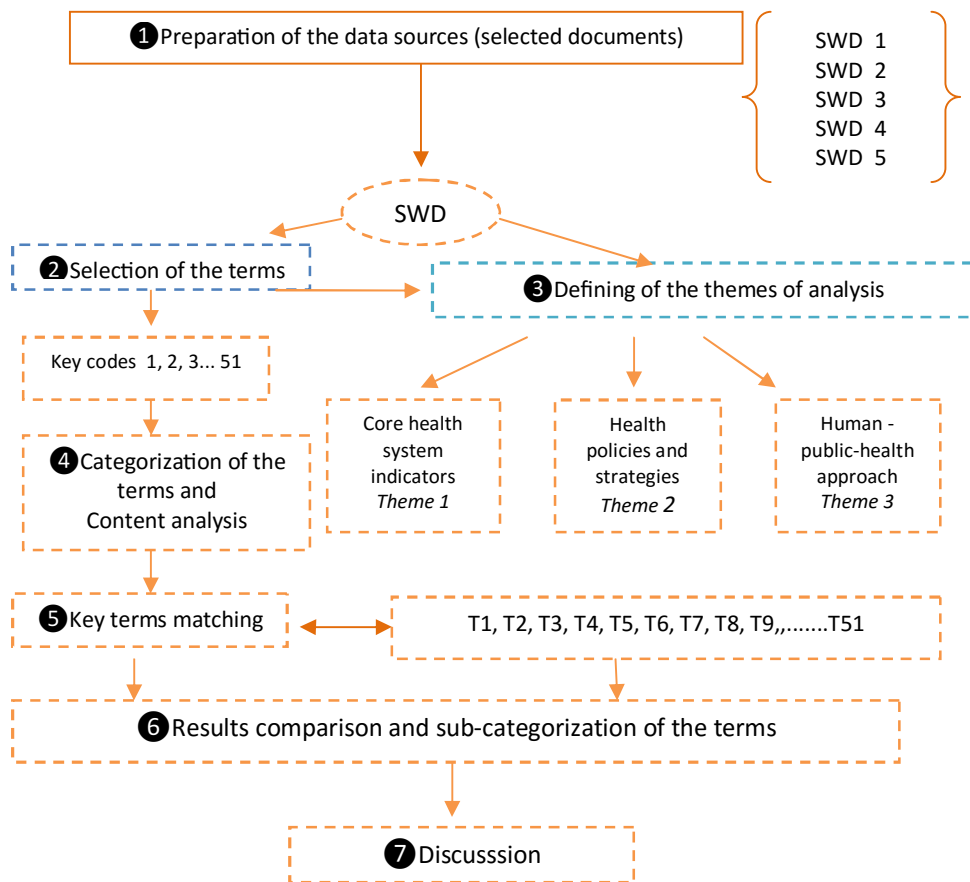 ❶Preparation of the data sources (selected documents)
SWD 1
SWD 2
SWD 3
SWD 4
SWD 5
SWD
❷Selection of the terms
❸Defining of the themes of analysis
Key codes 1, 2, 3... 51
Core health
system
indicators
Theme 1
Health
policies and
strategies
Theme 2
Human -
public-health
approach
Theme 3
❹Categorization of the
terms and
Content analysis
❺Key terms matching
T1, T2, T3, T4, T5, T6, T7, T8, T9,,.......T51
❻Results comparison and sub-categorization of the terms
❼Discusssion